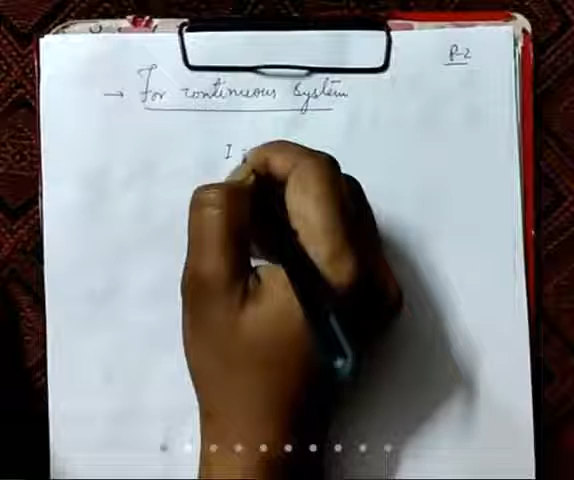 P-2
→ For continuous System
I =